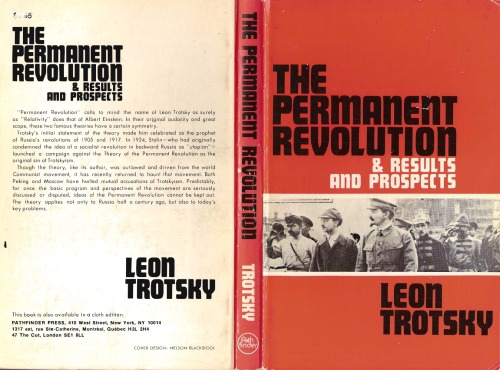 THE
PERMANENT
REVOLUTION
& RESULTS
AND PROSPECTS
"Permanent Revolution" calls to mind the name of Leon Trotsky as surely
as "Relativity" does that of Albert Einstein. In their original audacity and great
scope, these two famous theories have a certain symmetry.
Trotsky's initial statement of the theory made him celebrated as the prophet
of Russia's revolutions of 1905 and 1917. In 1924, Stalin—who had originally
condemned the idea of a socialist revolution in backward Russia as "utopian"—
launched a campaign against the Theory of the Permanent Revolution as the
original sin of Trotskyism.
Though the theory, like its author, was outlawed and driven from the world
Communist movement, it has recently returned to haunt that movement. Both
Peking and Moscow have hurled mutual accusations of Trotskyism. Predictably,
for once the basic program and perspectives of the movement are seriously
discussed or disputed, ideas of the Permanent Revolution cannot be kept out.
The theory applies not only to Russia half a century ago, but also to today's
key problems.
LEON
TROTSKY
This book is also available in a cloth edition.
PATHFINDER PRESS, 410 West Street, New York, NY 10014
1317 est, rue Ste-Catherine, Montréal, Québec H2L 2H4
47 The Cut, London SE1 8LL
COVER DESIGN: NELSON BLACKSTOCK
THE PERMANENT REVOLUTION
TROTSKY
Path
finder
THE
PERMANENT
REVOLUTION
& RESULTS
AND PROSPECTS
LEON
TROTSKY